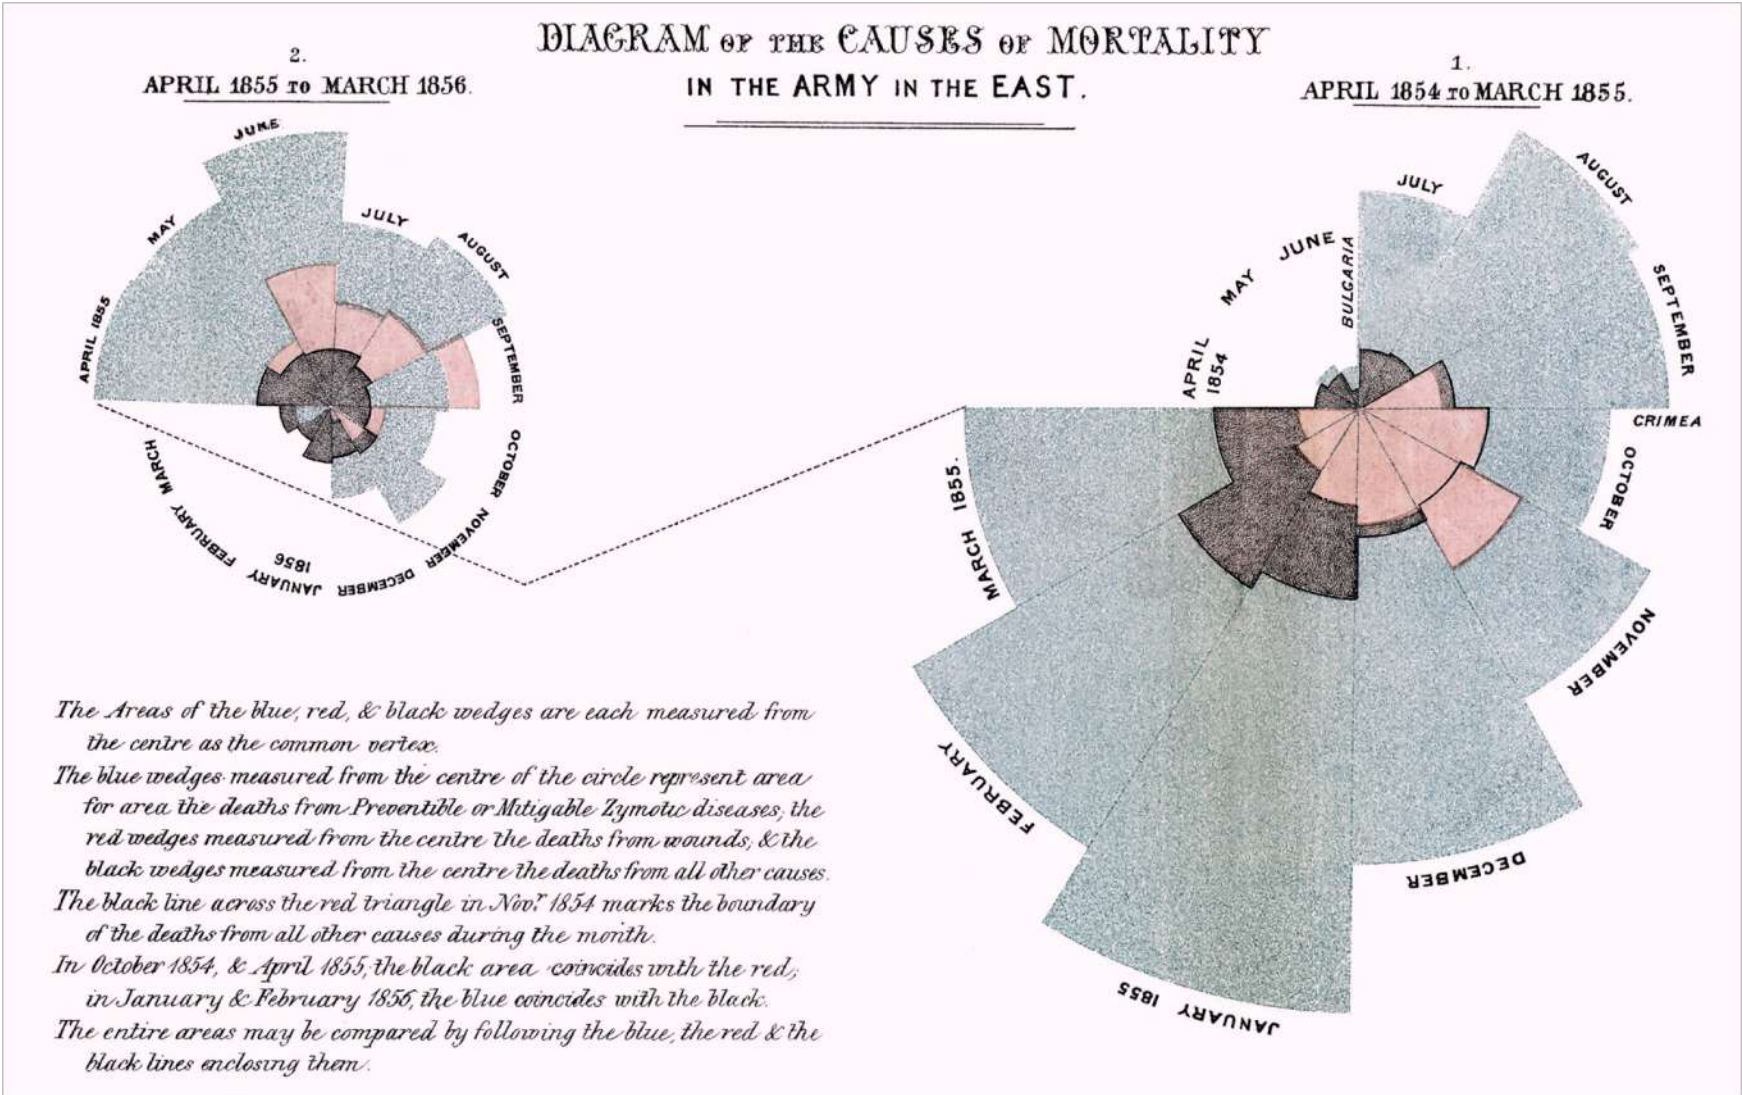 DIAGRAM OF THE CAUSES OF MORTALITY
IN THE ARMY IN THE EAST.
2.
APRIL 1855 TO MARCH 1856.
1.
APRIL 1854 TO MARCH 1855.
APRIL 1855
MAY
JUNE
JULY
AUGUST
SEPTEMBER
OCTOBER
NOVEMBER
DECEMBER
JANUARY
1856
FEBRUARY
MARCH
APRIL
1854
MAY
JUNE
BULGARIA
JULY
AUGUST
SEPTEMBER
CRIMEA
OCTOBER
NOVEMBER
DECEMBER
JANUARY 1855
FEBRUARY
MARCH 1855.
The Areas of the blue, red, & black wedges are each measured from
the centre as the common vertex.
The blue wedges measured from the centre of the circle represent area
for area the deaths from Preventible or Mitigable Zymotic diseases; the
red wedges measured from the centre the deaths from wounds; & the
black wedges measured from the centre the deaths from all other causes.
The black line across the red triangle in Novr. 1854 marks the boundary
of the deaths from all other causes during the month.
In October 1854, & April 1855, the black area coincides with the red;
in January & February 1856, the blue coincides with the black.
The entire areas may be compared by following the blue, the red & the
black lines enclosing them.